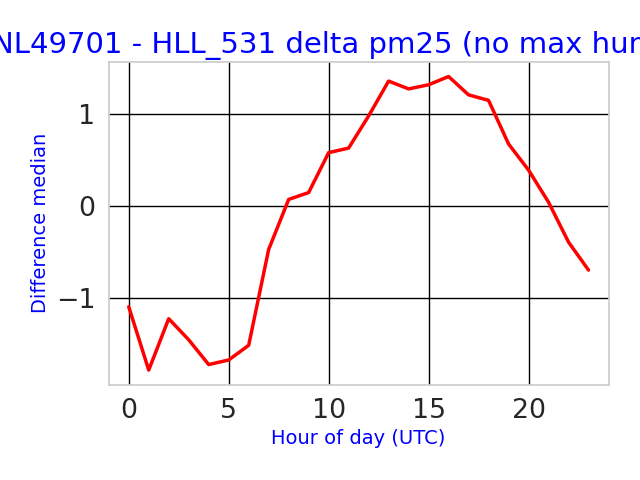 NL49701 - HLL_531 delta pm25 (no max hum
Difference median
1
0
−1
0 5 10 15 20
Hour of day (UTC)